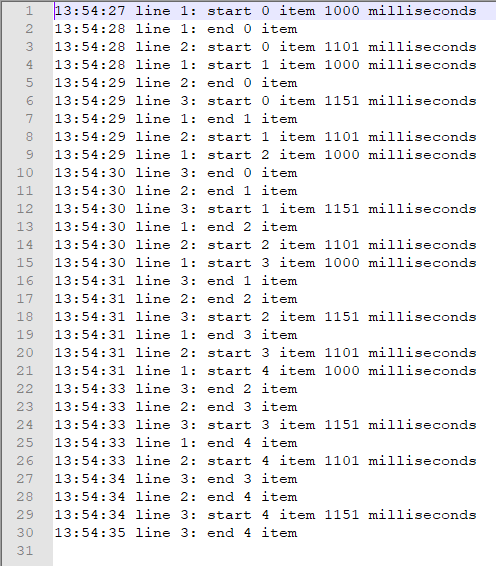 1 13:54:27 line 1: start 0 item 1000 milliseconds
2 13:54:28 line 1: end 0 item
3 13:54:28 line 2: start 0 item 1101 milliseconds
4 13:54:28 line 1: start 1 item 1000 milliseconds
5 13:54:29 line 2: end 0 item
6 13:54:29 line 3: start 0 item 1151 milliseconds
7 13:54:29 line 1: end 1 item
8 13:54:29 line 2: start 1 item 1101 milliseconds
9 13:54:29 line 1: start 2 item 1000 milliseconds
10 13:54:30 line 3: end 0 item
11 13:54:30 line 2: end 1 item
12 13:54:30 line 3: start 1 item 1151 milliseconds
13 13:54:30 line 1: end 2 item
14 13:54:30 line 2: start 2 item 1101 milliseconds
15 13:54:30 line 1: start 3 item 1000 milliseconds
16 13:54:31 line 3: end 1 item
17 13:54:31 line 2: end 2 item
18 13:54:31 line 3: start 2 item 1151 milliseconds
19 13:54:31 line 1: end 3 item
20 13:54:31 line 2: start 3 item 1101 milliseconds
21 13:54:31 line 1: start 4 item 1000 milliseconds
22 13:54:33 line 3: end 2 item
23 13:54:33 line 2: end 3 item
24 13:54:33 line 3: start 3 item 1151 milliseconds
25 13:54:33 line 1: end 4 item
26 13:54:33 line 2: start 4 item 1101 milliseconds
27 13:54:34 line 3: end 3 item
28 13:54:34 line 2: end 4 item
29 13:54:34 line 3: start 4 item 1151 milliseconds
30 13:54:35 line 3: end 4 item
31